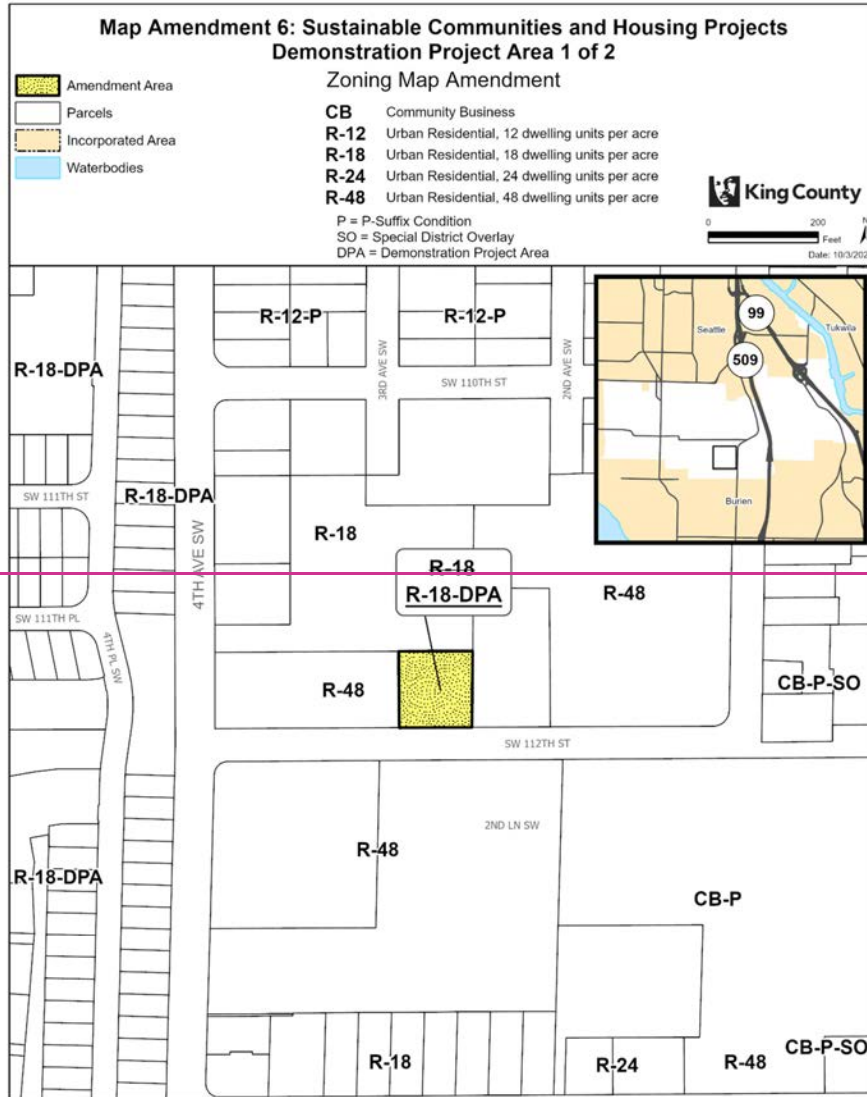 Map Amendment 6: Sustainable Communities and Housing Projects
Demonstration Project Area 1 of 2
Zoning Map Amendment
Amendment Area
Parcels
Incorporated Area
Waterbodies
CB Community Business
R-12 Urban Residential, 12 dwelling units per acre
R-18 Urban Residential, 18 dwelling units per acre
R-24 Urban Residential, 24 dwelling units per acre
R-48 Urban Residential, 48 dwelling units per acre
P = P-Suffix Condition
SO = Special District Overlay
DPA = Demonstration Project Area
King County
0 200
Feet
N
Date: 10/3/202
R-12-P
R-12-P
3RD AVE SW
SW 110TH ST
2ND AVE SW
R-18-DPA
SW 111TH ST
R-18-DPA
4TH AVE SW
R-18
R-18
R-18-DPA
R-48
SW 111TH PL
4TH PL SW
R-48
CB-P-SO
SW 112TH ST
2ND LN SW
R-48
R-18-DPA
CB-P
R-18
R-24
R-48
CB-P-SO
Seattle
99
Tukwila
509
Burien